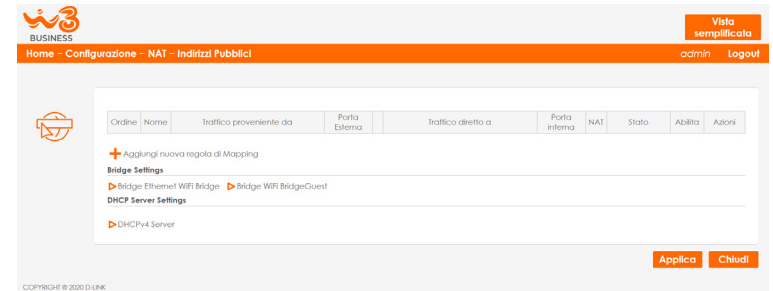 W3
BUSINESS
Vista
semplificata
Home - Configurazione - NAT - Indirizzi Pubblici
admin Logout
Ordine Nome Traffico proveniente da Porta Esterna Traffico diretto a Porta interna NAT Stato Abilita Azioni
Aggiungi nuova regola di Mapping
Bridge Settings
Bridge Ethernet WiFi Bridge Bridge WiFi BridgeGuest
DHCP Server Settings
DHCPv4 Server
Applica Chiudi
COPYRIGHT © 2020 D-LINK